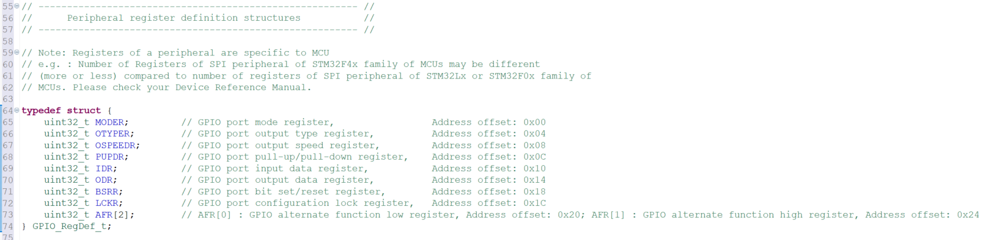 55 // -------------------------------------------------------- //
56 //      Peripheral register definition structures           //
57 // -------------------------------------------------------- //
58
59 // Note: Registers of a peripheral are specific to MCU
60 // e.g. : Number of Registers of SPI peripheral of STM32F4x family of MCUs may be different
61 // (more or less) compared to number of registers of SPI peripheral of STM32Lx or STM32F0x family of
62 // MCUs. Please check your Device Reference Manual.
63
64 typedef struct {
65     uint32_t MODER;         // GPIO port mode register,                 Address offset: 0x00
66     uint32_t OTYPER;        // GPIO port output type register,          Address offset: 0x04
67     uint32_t OSPEEDR;       // GPIO port output speed register,         Address offset: 0x08
68     uint32_t PUPDR;         // GPIO port pull-up/pull-down register,    Address offset: 0x0C
69     uint32_t IDR;           // GPIO port input data register,           Address offset: 0x10
70     uint32_t ODR;           // GPIO port output data register,          Address offset: 0x14
71     uint32_t BSRR;          // GPIO port bit set/reset register,        Address offset: 0x18
72     uint32_t LCKR;          // GPIO port configuration lock register,   Address offset: 0x1C
73     uint32_t AFR[2];        // AFR[0] : GPIO alternate function low register, Address offset: 0x20; AFR[1] : GPIO alternate function high register, Address offset: 0x24
74 } GPIO_RegDef_t;
75